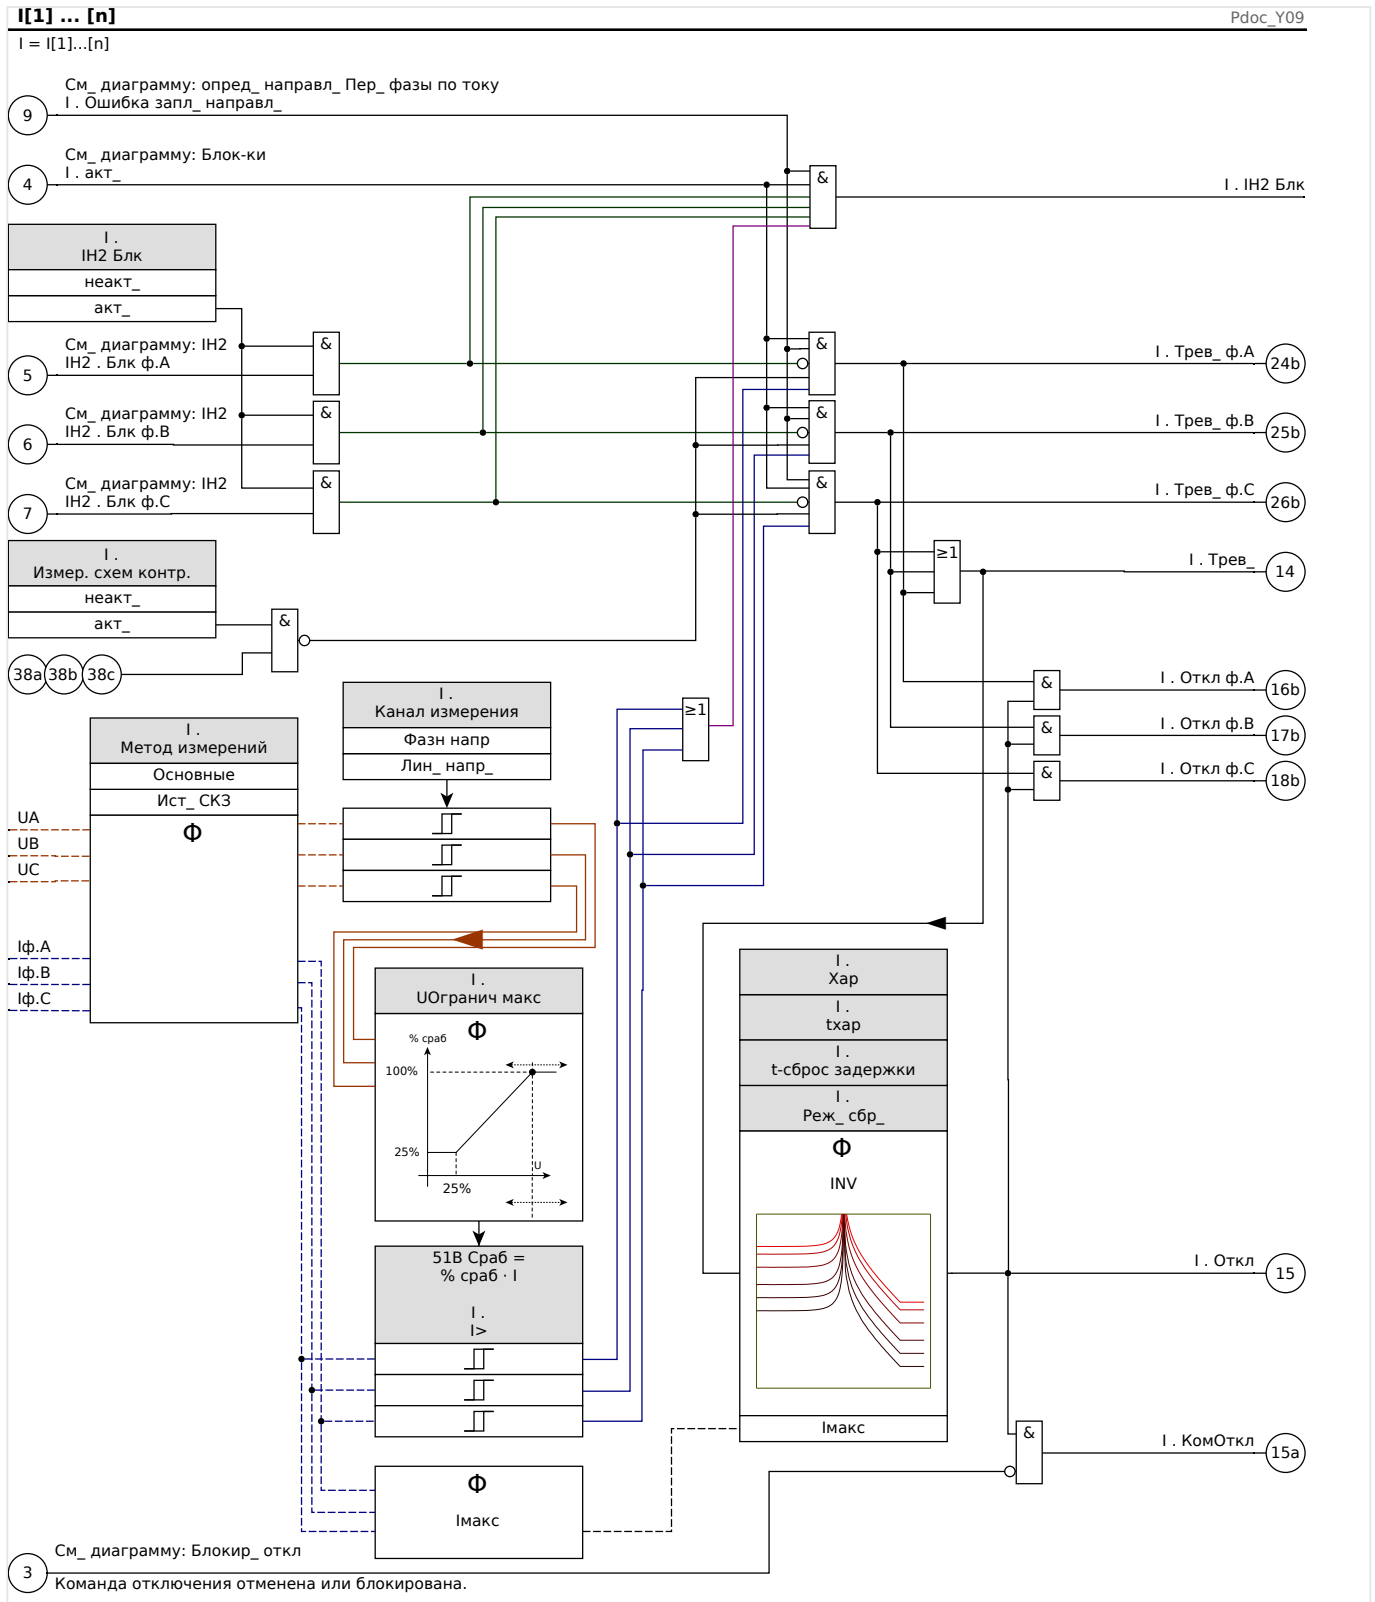 I[1] ... [n]
Pdoc_Y09
I = I[1]...[n]
См_ диаграмму: опред_ направл_ Пер_ фазы по току
I . Ошибка запл_ направл_
9
См_ диаграмму: Блок-ки
I . акт_
4
&
I . IH2 Блк
I .
IH2 Блк
неакт_
акт_
См_ диаграмму: IH2
IH2 . Блк ф.A
5
&
&
I . Трев_ ф.A
24b
См_ диаграмму: IH2
IH2 . Блк ф.B
6
&
&
I . Трев_ ф.B
25b
См_ диаграмму: IH2
IH2 . Блк ф.C
7
&
&
I . Трев_ ф.C
26b
I .
Измер. схем контр.
неакт_
акт_
&
≥1
I . Трев_
14
38a
38b
38c
I .
Канал измерения
Фазн напр
Лин_ напр_
≥1
&
I . Откл ф.A
16b
&
I . Откл ф.B
17b
&
I . Откл ф.C
18b
I .
Метод измерений
Основные
Ист_ СКЗ
Φ
UA
UB
UC
Iф.A
Iф.B
Iф.C
I .
UОгранич макс
Φ
% сраб
100%
25%
25%
U
I .
Хар
I .
tхар
I .
t-сброс задержки
I .
Реж_ сбр_
Φ
INV
Iмакс
51В Сраб =
% сраб · I
I .
I>
I . Откл
15
Φ
Iмакс
&
I . КомОткл
15a
См_ диаграмму: Блокир_ откл
3
Команда отключения отменена или блокирована.